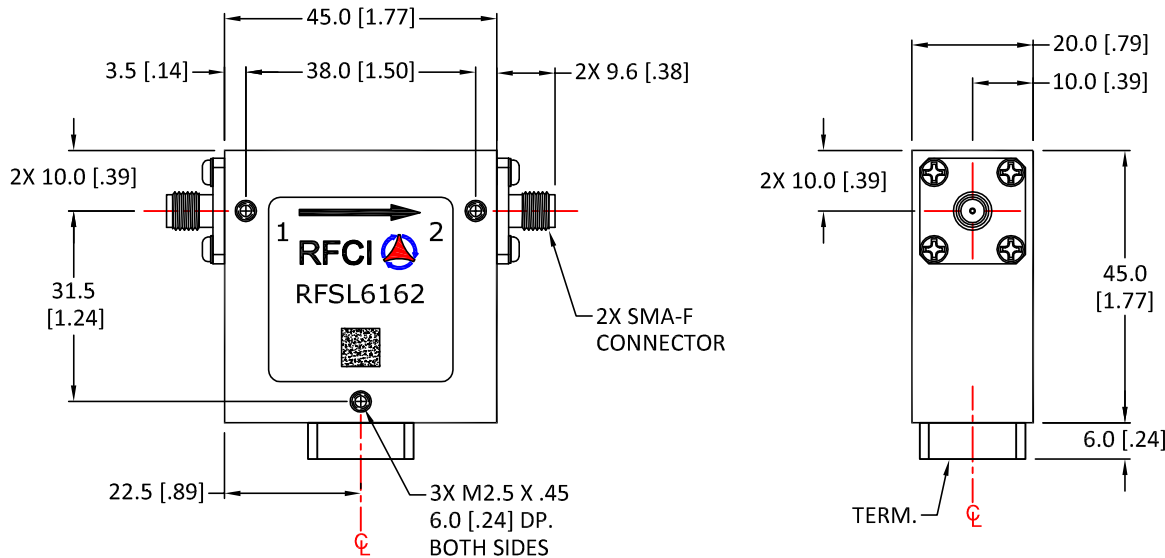 45.0 [1.77]
3.5 [.14]
38.0 [1.50]
2X 9.6 [.38]
2X 10.0 [.39]
1
2
RFCI
RFSL6162
31.5
[1.24]
2X SMA-F
CONNECTOR
22.5 [.89]
3X M2.5 X .45
6.0 [.24] DP.
BOTH SIDES
℄
20.0 [.79]
10.0 [.39]
2X 10.0 [.39]
45.0
[1.77]
6.0 [.24]
TERM.
℄